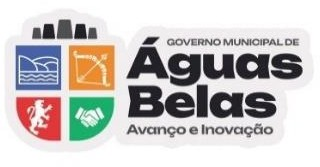 GOVERNO MUNICIPAL DE
Águas
Belas
Avanço e Inovação